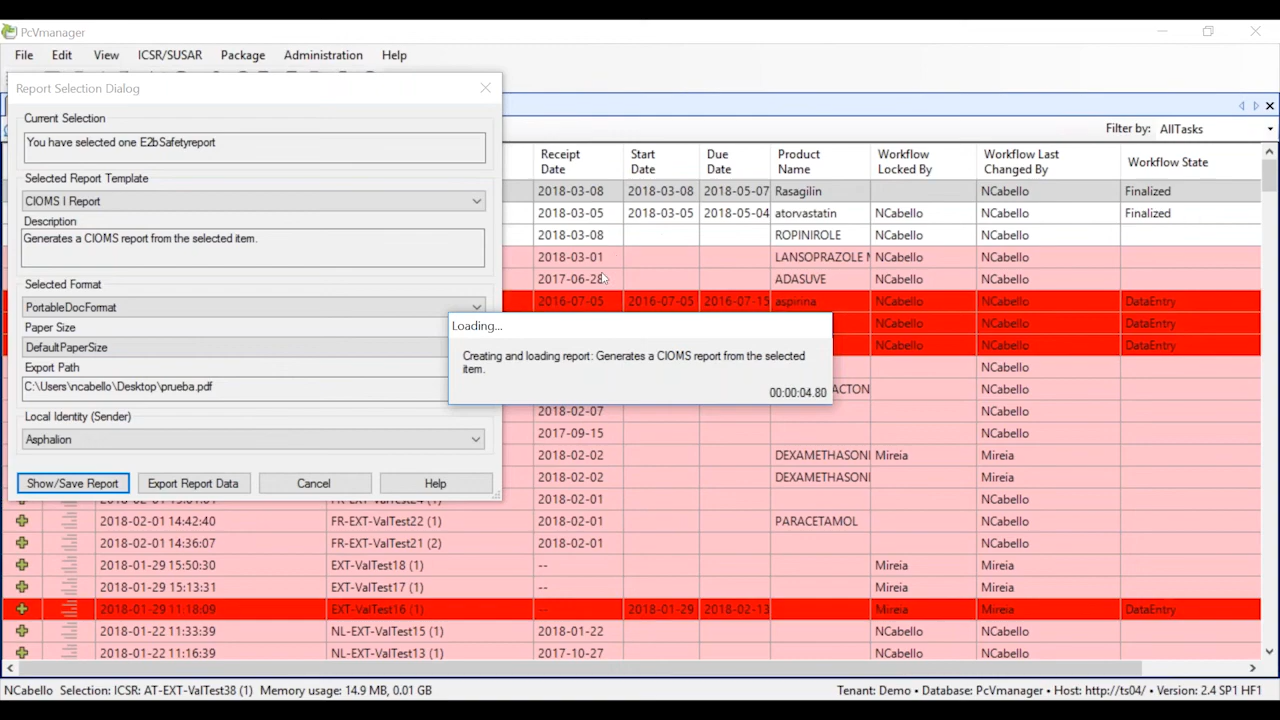 PcVmanager
File Edit View ICSR/SUSAR Package Administration Help
Report Selection Dialog
Current Selection
You have selected one E2bSafetyreport
Selected Report Template
CIOMS I Report
Description
Generates a CIOMS report from the selected item.
Selected Format
PortableDocFormat
Paper Size
DefaultPaperSize
Export Path
C:\Users\ncabello\Desktop\prueba.pdf
Local Identity (Sender)
Asphalion
Show/Save Report Export Report Data Cancel Help
Loading...
Creating and loading report: Generates a CIOMS report from the selected
item.
00:00:04.80
Filter by: AllTasks
Receipt Start Due Product Workflow Workflow Last
Date Date Date Name Locked By Changed By Workflow State
2018-03-08 2018-03-08 2018-05-07 Rasagilin NCabello Finalized
2018-03-05 2018-03-05 2018-05-04 atorvastatin NCabello NCabello Finalized
2018-03-08 ROPINIROLE NCabello NCabello
2018-03-01 LANSOPRAZOLE NCabello NCabello
2017-06-28 ADASUVE NCabello NCabello
2016-07-05 2016-07-05 2016-07-15 aspirina NCabello NCabello DataEntry
NCabello NCabello DataEntry
NCabello NCabello DataEntry
NCabello
ACTON NCabello
2018-02-07 NCabello
2017-09-15 NCabello
2018-02-02 DEXAMETHASONI Mireia Mireia
2018-02-02 DEXAMETHASONI Mireia
2018-02-01 NCabello
2018-02-01 14:42:40 FR-EXT-ValTest22 (1) 2018-02-01 PARACETAMOL NCabello
2018-02-01 14:36:07 FR-EXT-ValTest21 (2) 2018-02-01 NCabello
2018-01-29 15:50:30 EXT-ValTest18 (1) -- Mireia Mireia
2018-01-29 15:13:31 EXT-ValTest17 (1) -- Mireia Mireia
2018-01-29 11:18:09 EXT-ValTest16 (1) -- 2018-01-29 2018-02-13 Mireia Mireia DataEntry
2018-01-22 11:33:39 NL-EXT-ValTest15 (1) 2018-01-22 NCabello NCabello
2018-01-22 11:16:39 NL-EXT-ValTest13 (1) 2017-10-27 NCabello NCabello
NCabello Selection: ICSR: AT-EXT-ValTest38 (1) Memory usage: 14.9 MB, 0.01 GB
Tenant: Demo • Database: PcVmanager • Host: http://ts04/ • Version: 2.4 SP1 HF1